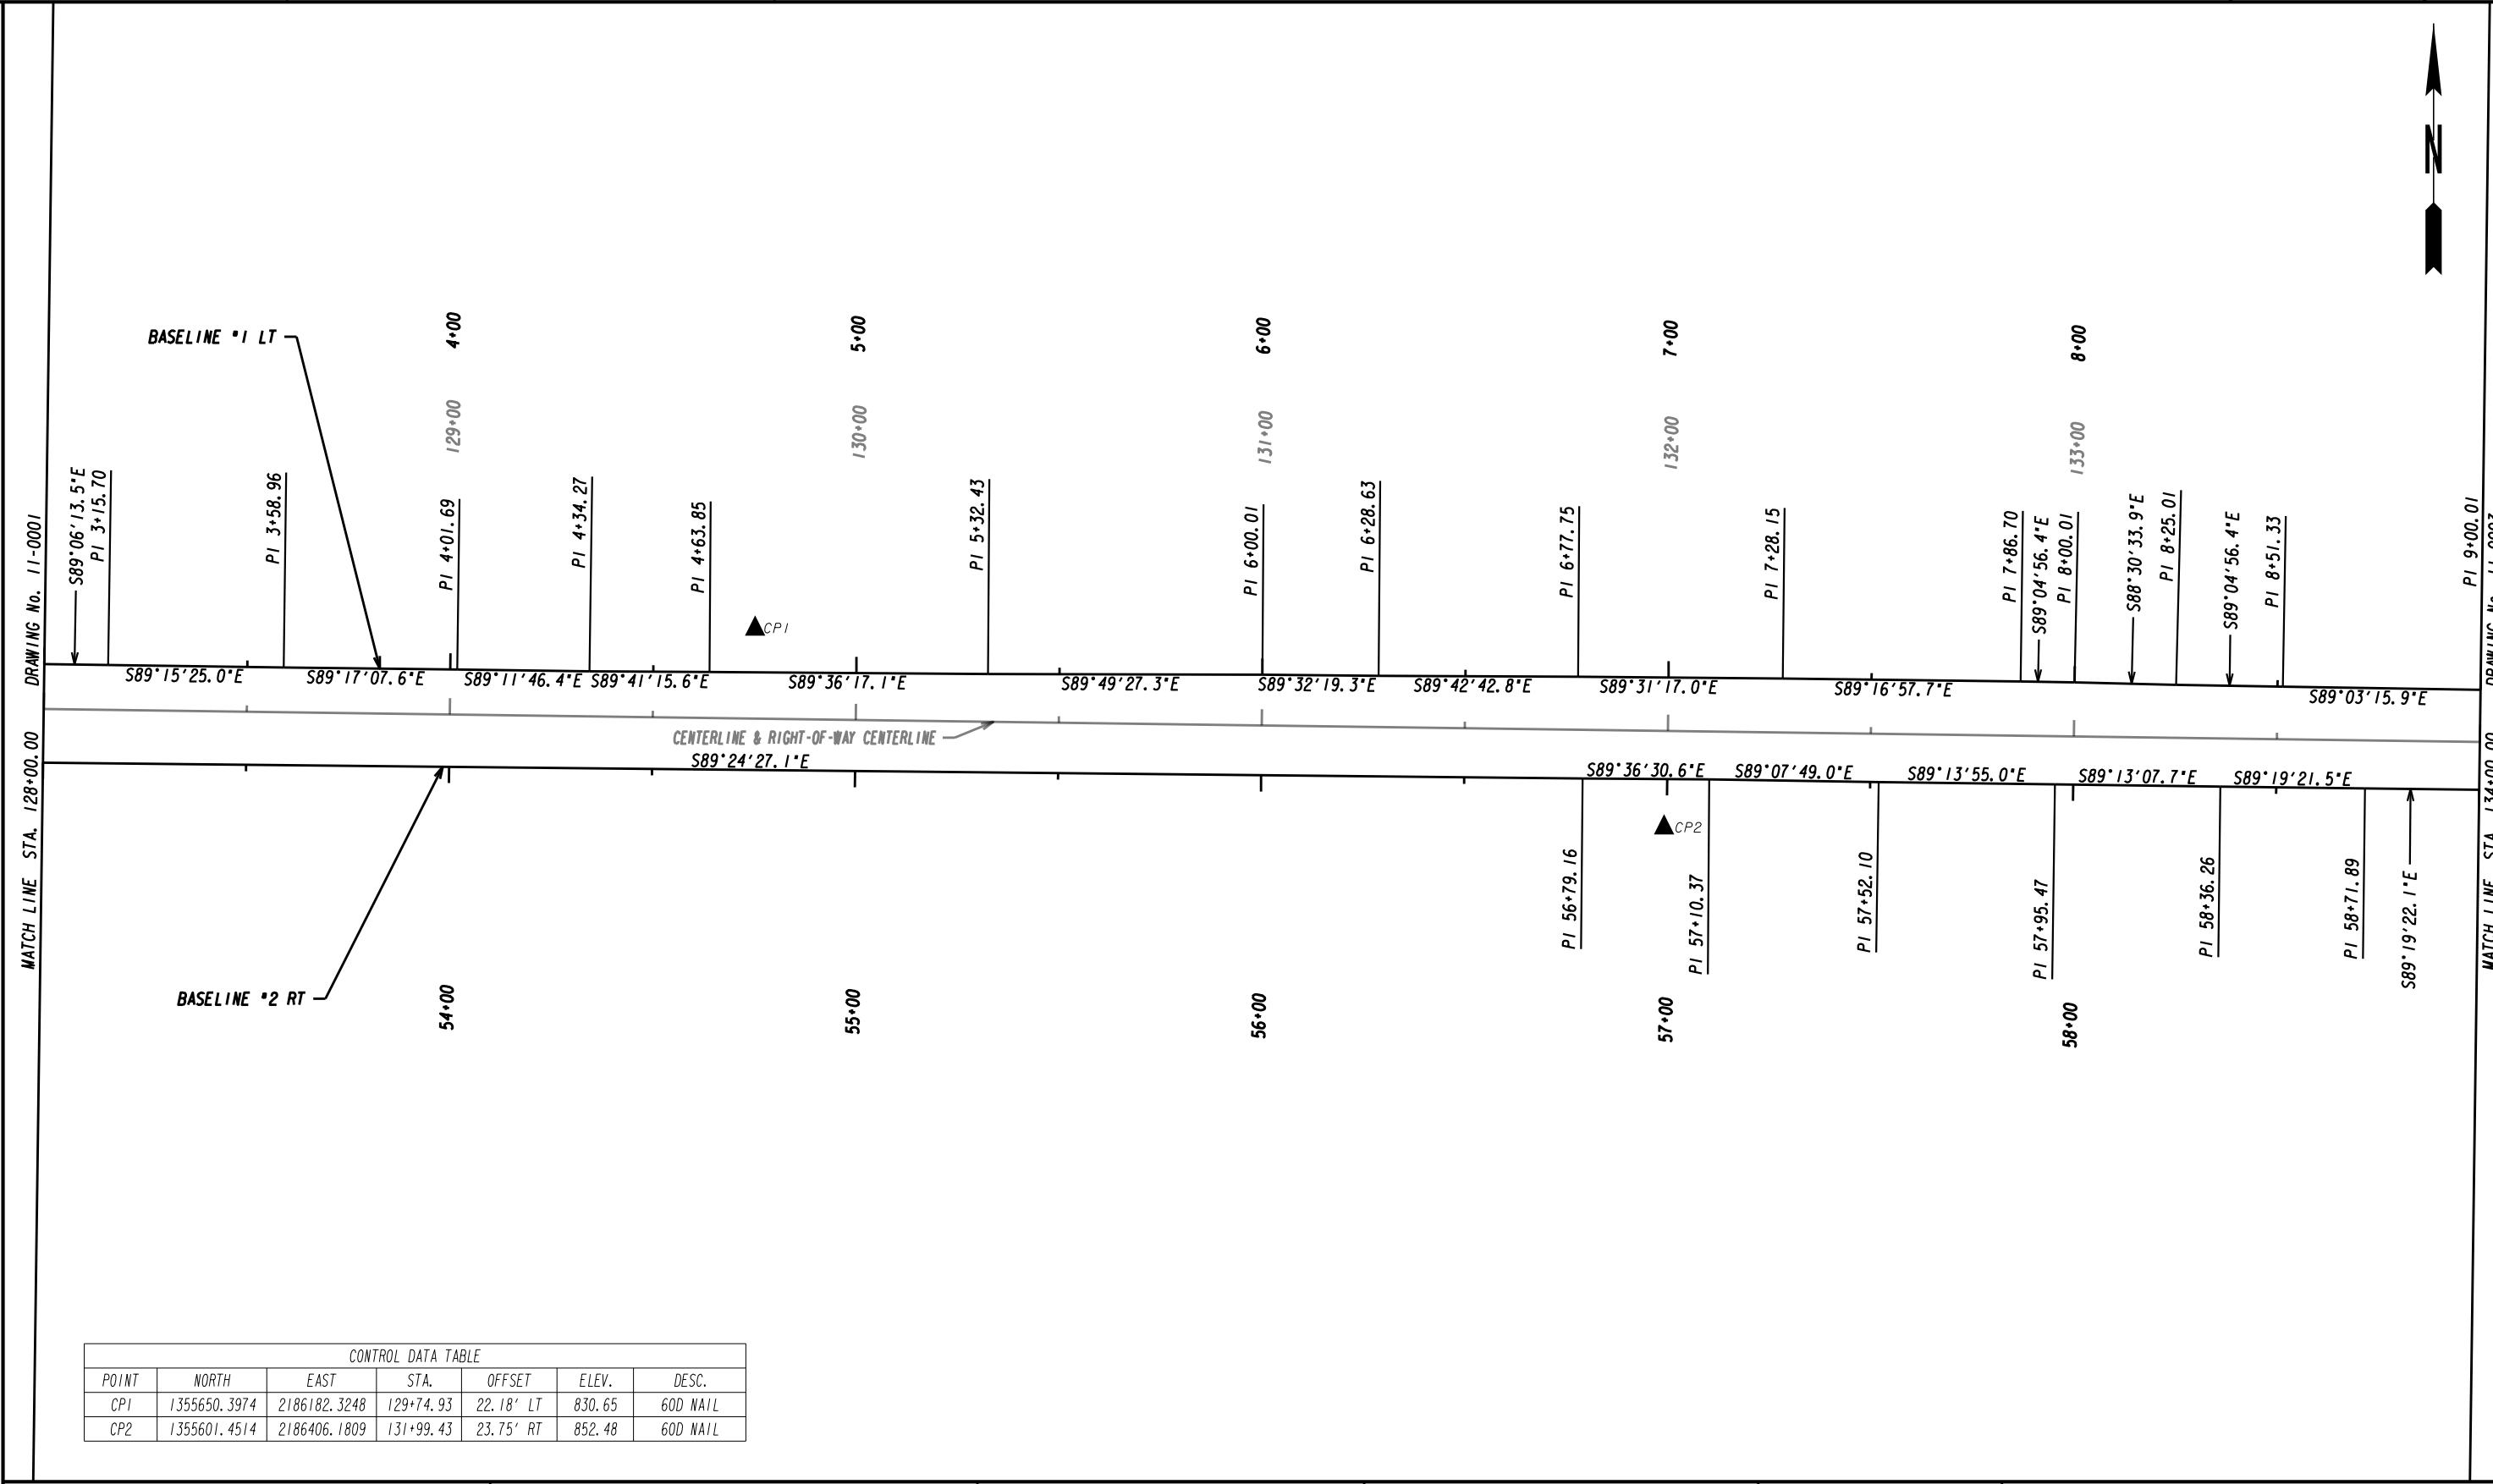 N
BASELINE #1 LT
4+00
5+00
6+00
7+00
8+00
129+00
130+00
131+00
132+00
133+00
S89°06'13.5"E
PI 3+15.70
PI 3+58.96
PI 4+01.69
PI 4+34.27
PI 4+63.85
PI 5+32.43
PI 6+00.01
PI 6+28.63
PI 6+77.75
PI 7+28.15
PI 7+86.70
S89°04'56.4"E
PI 8+00.01
S88°30'33.9"E
PI 8+25.01
S89°04'56.4"E
PI 8+51.33
PI 9+00.01
CP1
S89°15'25.0"E
S89°17'07.6"E
S89°11'46.4"E
S89°41'15.6"E
S89°36'17.1"E
S89°49'27.3"E
S89°32'19.3"E
S89°42'42.8"E
S89°31'17.0"E
S89°16'57.7"E
S89°03'15.9"E
CENTERLINE & RIGHT-OF-WAY CENTERLINE
S89°24'27.1"E
S89°36'30.6"E
S89°07'49.0"E
S89°13'55.0"E
S89°13'07.7"E
S89°19'21.5"E
CP2
PI 56+79.16
PI 57+10.37
PI 57+52.10
PI 57+95.47
PI 58+36.26
PI 58+71.89
S89°19'22.1"E
BASELINE #2 RT
54+00
55+00
56+00
57+00
58+00
MATCH LINE STA. 128+00.00 DRAWING No. 11-0001
MATCH LINE STA. 134+00.00 DRAWING No.
CONTROL DATA TABLE
POINT NORTH EAST STA. OFFSET ELEV. DESC.
CP1 1355650.3974 2186182.3248 129+74.93 22.18' LT 830.65 60D NAIL
CP2 1355601.4514 2186406.1809 131+99.43 23.75' RT 852.48 60D NAIL